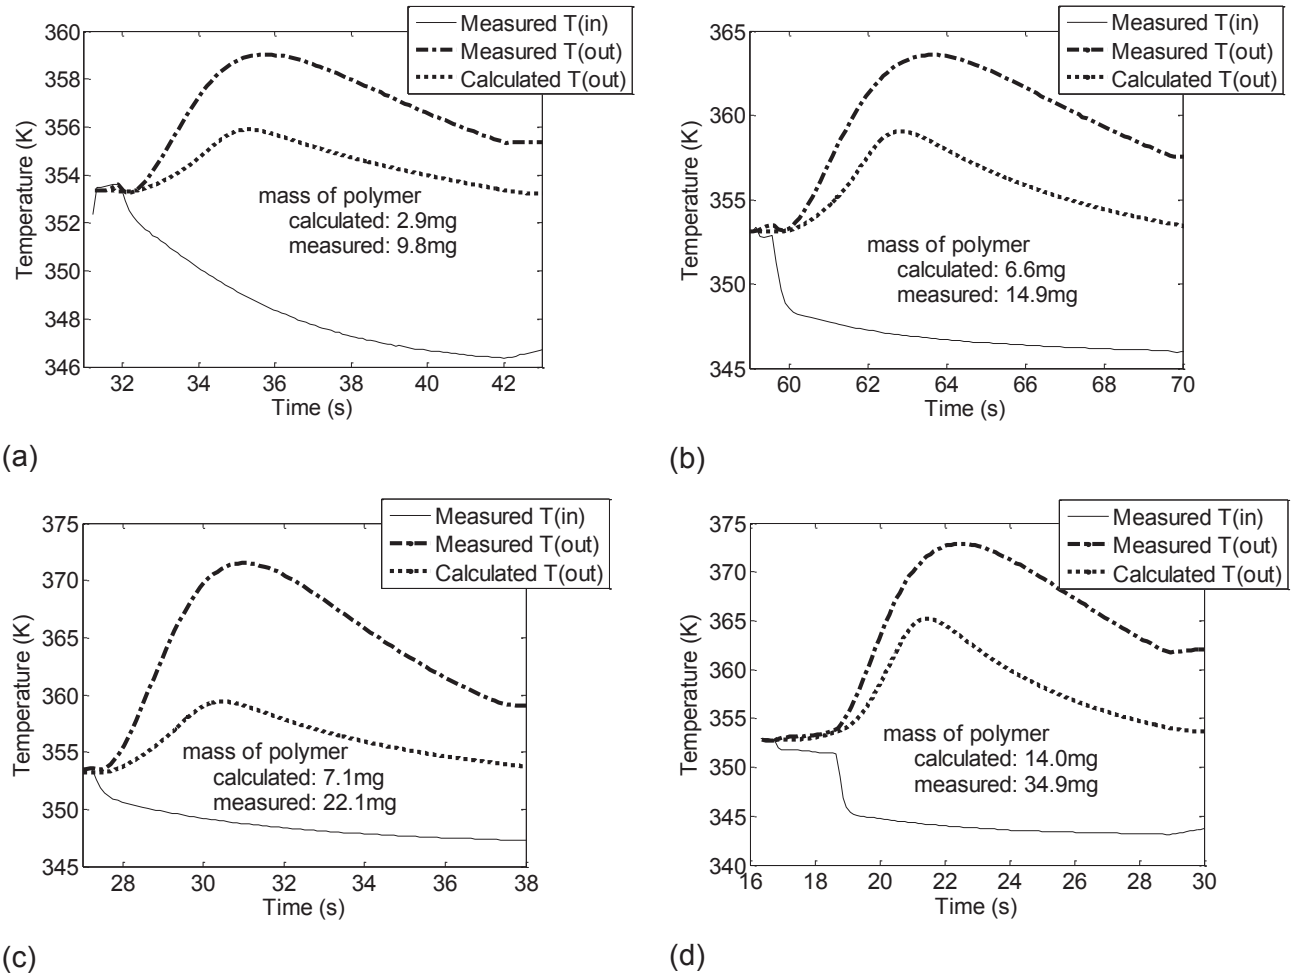 Measured T(in)
Measured T(out)
Calculated T(out)
360
358
356
354
352
350
348
346
Temperature (K)
mass of polymer
calculated: 2.9mg
measured: 9.8mg
32 34 36 38 40 42
Time (s)
(a)
Measured T(in)
Measured T(out)
Calculated T(out)
365
360
355
350
345
Temperature (K)
mass of polymer
calculated: 6.6mg
measured: 14.9mg
60 62 64 66 68 70
Time (s)
(b)
Measured T(in)
Measured T(out)
Calculated T(out)
375
370
365
360
355
350
345
Temperature (K)
mass of polymer
calculated: 7.1mg
measured: 22.1mg
28 30 32 34 36 38
Time (s)
(c)
Measured T(in)
Measured T(out)
Calculated T(out)
375
370
365
360
355
350
345
340
Temperature (K)
mass of polymer
calculated: 14.0mg
measured: 34.9mg
16 18 20 22 24 26 28 30
Time (s)
(d)